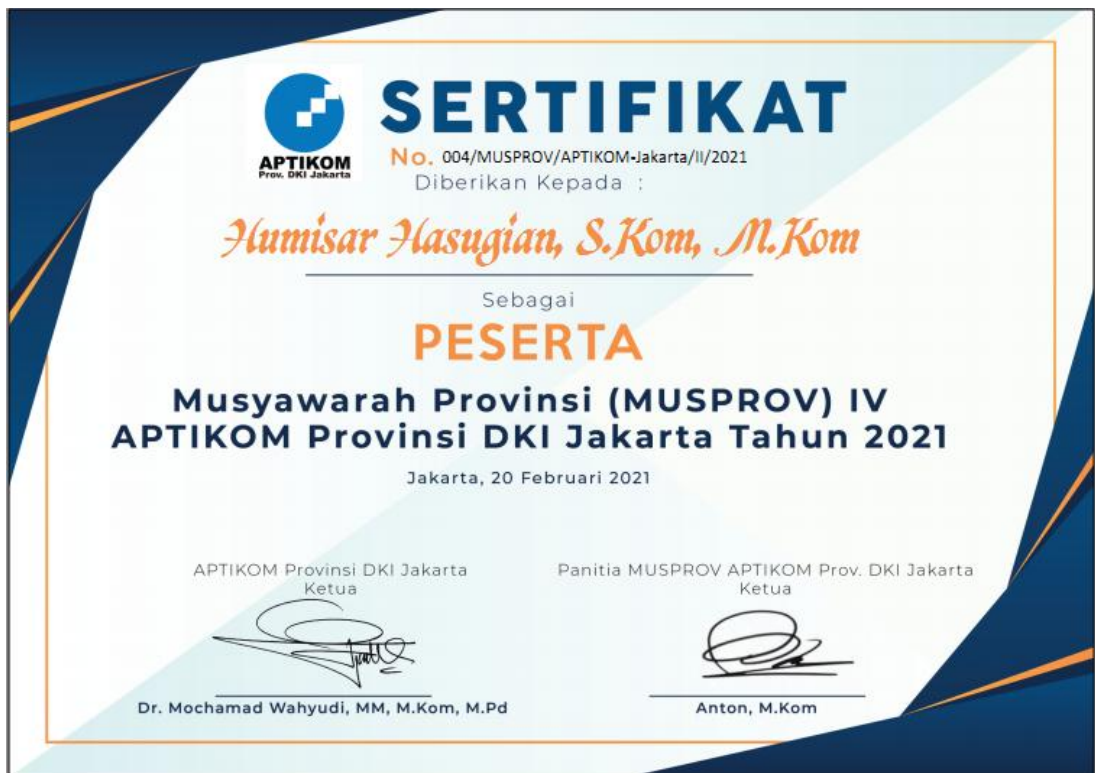 APTIKOM
Prov. DKI Jakarta
SERTIFIKAT
No. 004/MUSPROV/APTIKOM-Jakarta/II/2021
Diberikan Kepada :
Humisar Hasugian, S.Kom, M.Kom
Sebagai
PESERTA
Musyawarah Provinsi (MUSPROV) IV
APTIKOM Provinsi DKI Jakarta Tahun 2021
Jakarta, 20 Februari 2021
APTIKOM Provinsi DKI Jakarta
Ketua
Dr. Mochamad Wahyudi, MM, M.Kom, M.Pd
Panitia MUSPROV APTIKOM Prov. DKI Jakarta
Ketua
Anton, M.Kom